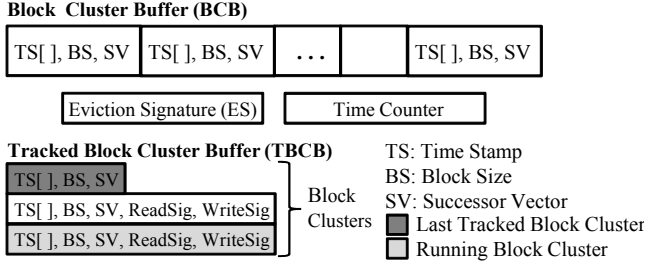 Block Cluster Buffer (BCB)
TS[ ], BS, SV TS[ ], BS, SV ... TS[ ], BS, SV
Eviction Signature (ES) Time Counter
Tracked Block Cluster Buffer (TBCB)
TS[ ], BS, SV
TS[ ], BS, SV, ReadSig, WriteSig
TS[ ], BS, SV, ReadSig, WriteSig
Block
Clusters
TS: Time Stamp
BS: Block Size
SV: Successor Vector
Last Tracked Block Cluster
Running Block Cluster